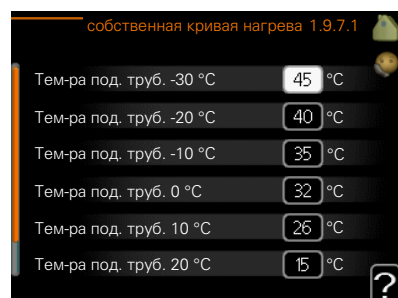 собственная кривая нагрева 1.9.7.1
Тем-ра под. труб. -30 °C 45 °C
Тем-ра под. труб. -20 °C 40 °C
Тем-ра под. труб. -10 °C 35 °C
Тем-ра под. труб. 0 °C 32 °C
Тем-ра под. труб. 10 °C 26 °C
Тем-ра под. труб. 20 °C 15 °C
?